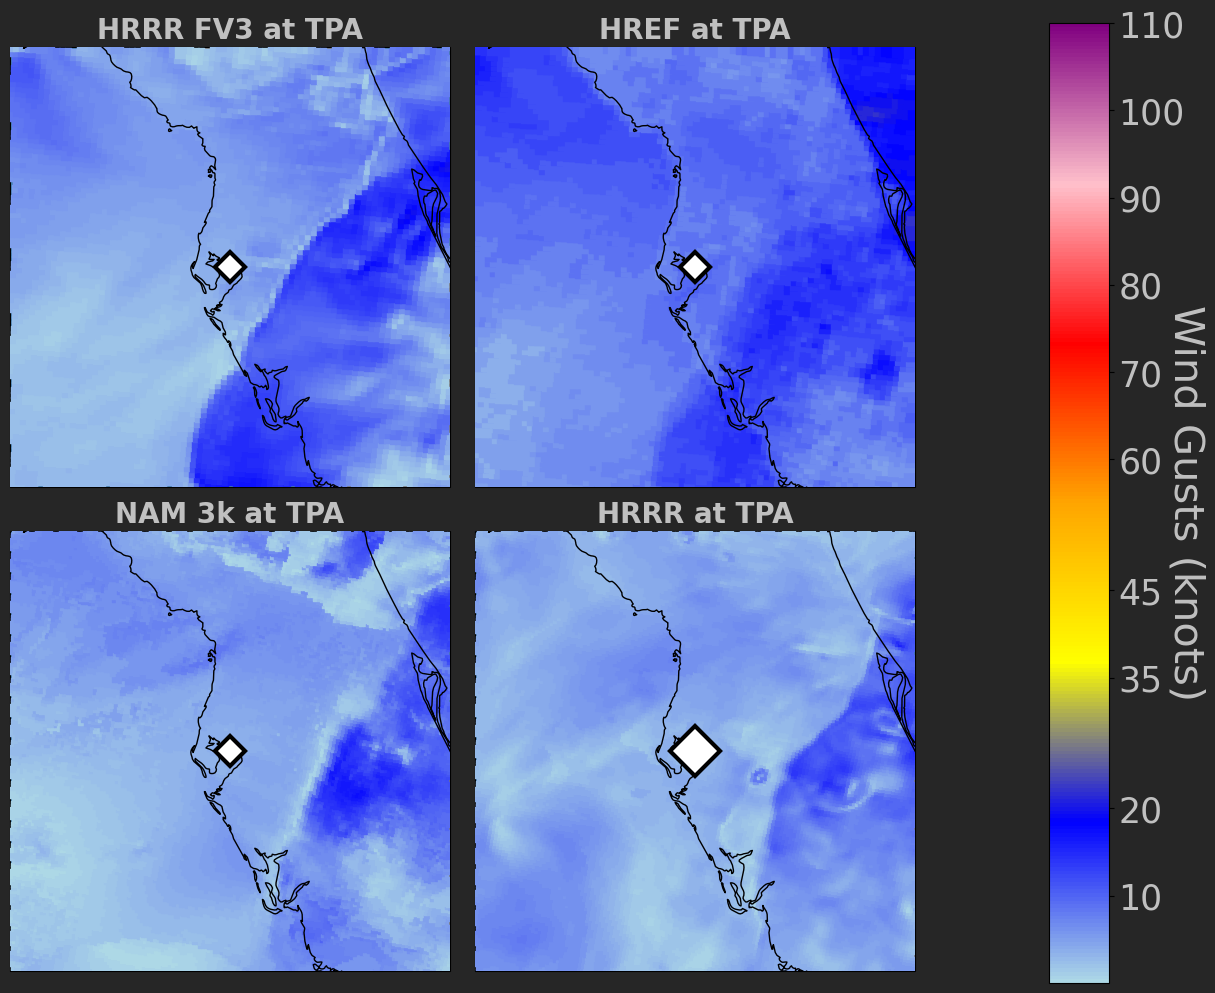 HRRR FV3 at TPA
HREF at TPA
NAM 3k at TPA
HRRR at TPA
110
100
90
80
70
60
45
35
20
10
Wind Gusts (knots)